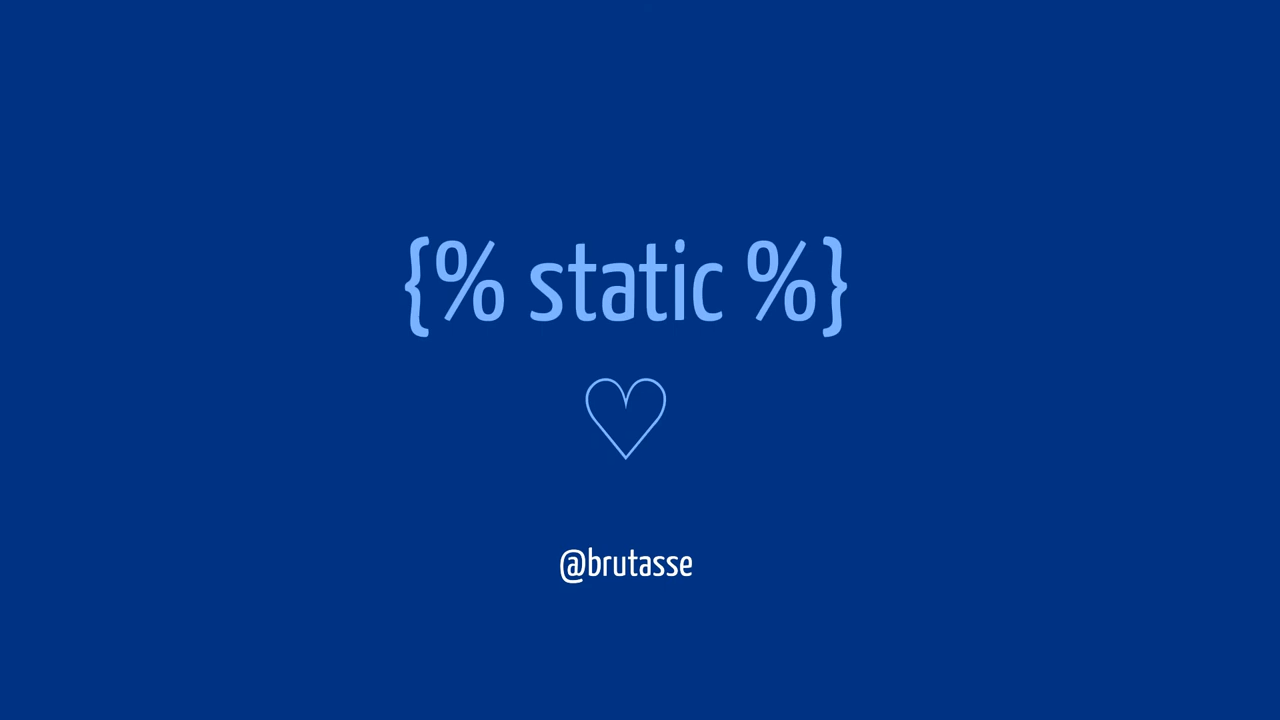 {% static %}
♡
@brutasse